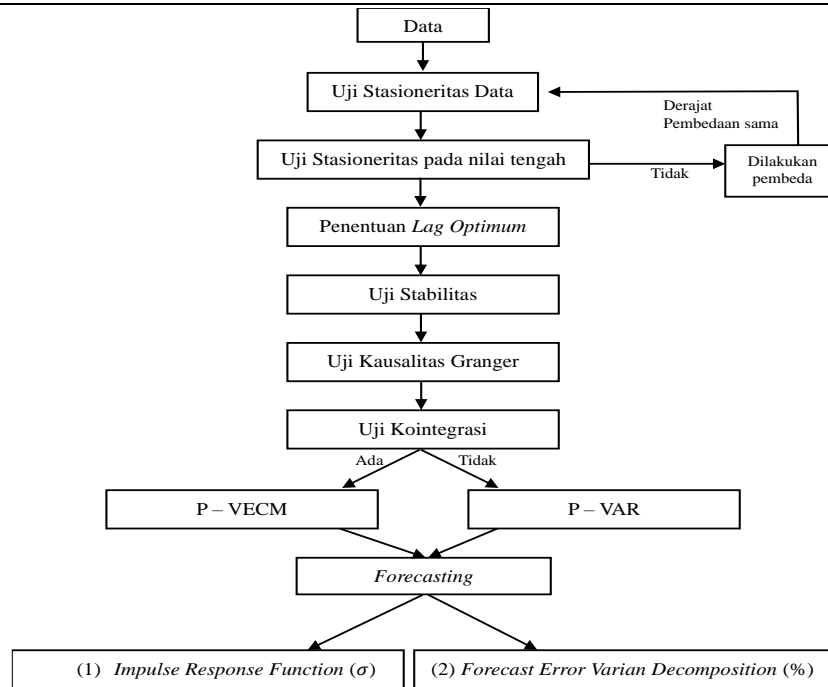 Data
Uji Stasioneritas Data
Derajat
Pembedaan sama
Uji Stasioneritas pada nilai tengah
Tidak
Dilakukan
pembeda
Penentuan Lag Optimum
Uji Stabilitas
Uji Kausalitas Granger
Uji Kointegrasi
Ada
Tidak
P – VECM
P – VAR
Forecasting
(1) Impulse Response Function (σ)
(2) Forecast Error Varian Decomposition (%)